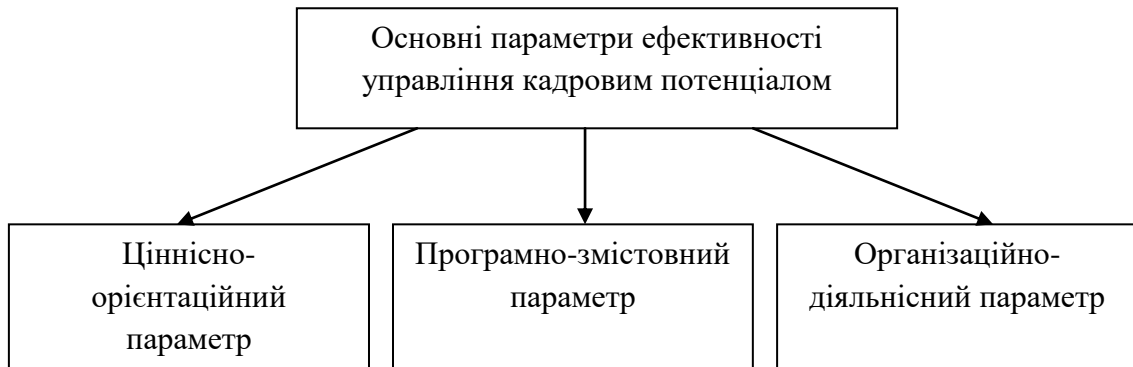 Основні параметри ефективності
управління кадровим потенціалом
Ціннісно-
орієнтаційний
параметр
Програмно-змістовний
параметр
Організаційно-
діяльнісний параметр